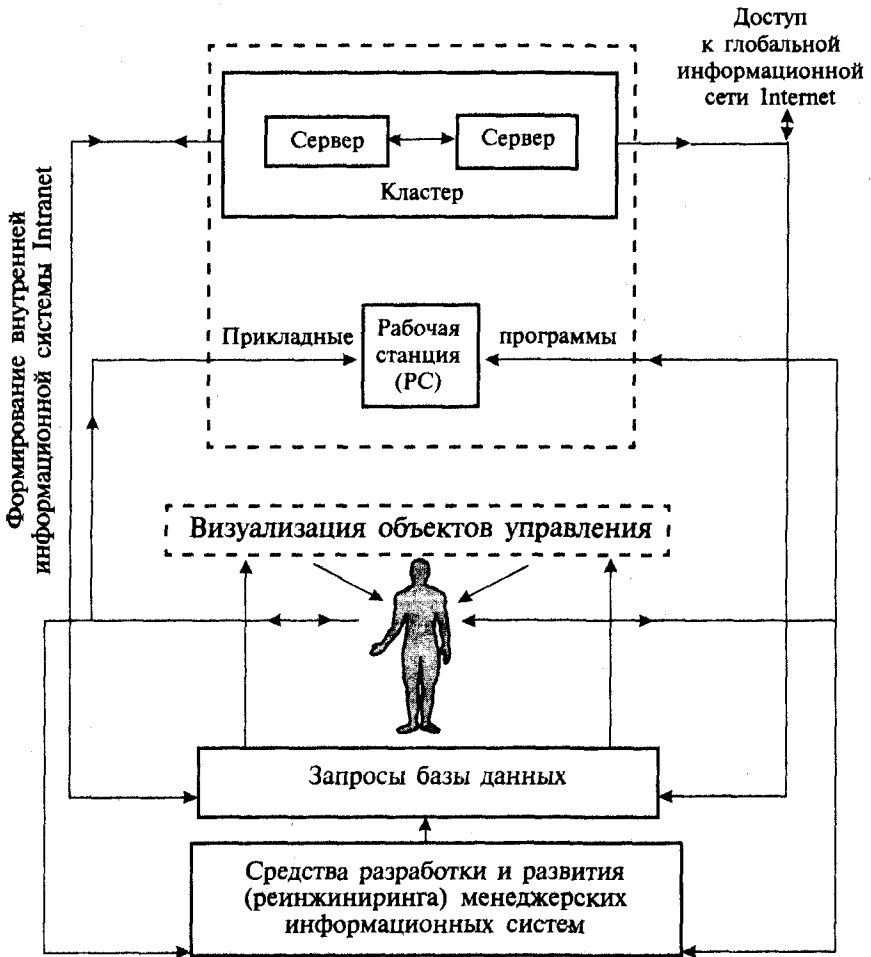 Доступ
к глобальной
информационной
сети Internet
Сервер
Сервер
Кластер
Формирование внутренней
информационной системы Intranet
Прикладные
Рабочая
станция
(РС)
программы
Визуализация объектов управления
Запросы базы данных
Средства разработки и развития
(реинжиниринга) менеджерских
информационных систем